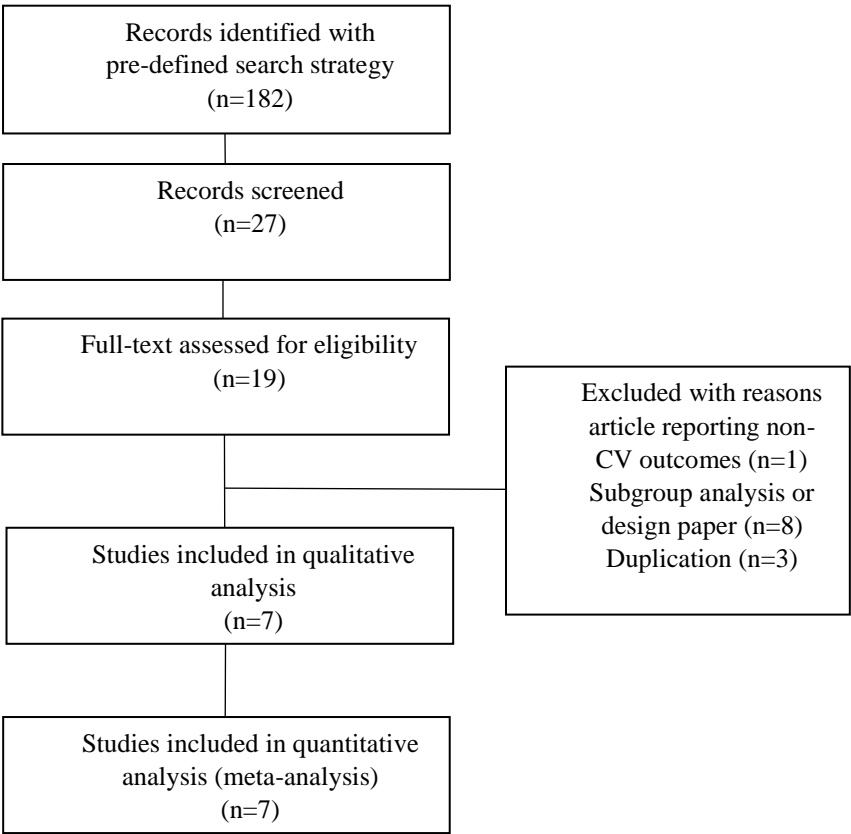 Records identified with
pre-defined search strategy
(n=182)
Records screened
(n=27)
Full-text assessed for eligibility
(n=19)
Excluded with reasons
article reporting non-
CV outcomes (n=1)
Subgroup analysis or
design paper (n=8)
Duplication (n=3)
Studies included in qualitative
analysis
(n=7)
Studies included in quantitative
analysis (meta-analysis)
(n=7)